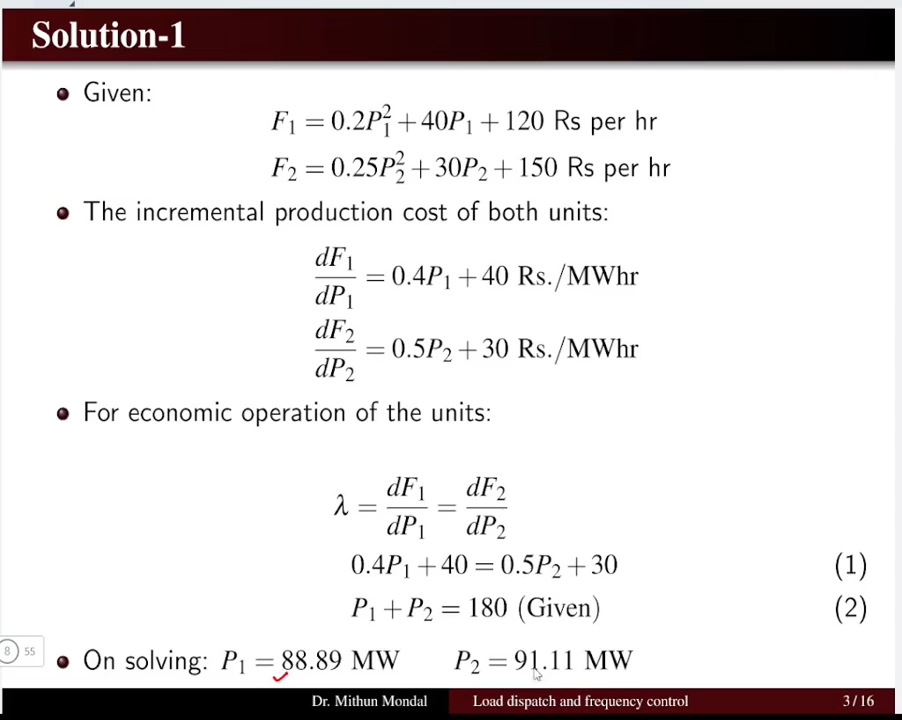 Solution-1
Given:
F₁ = 0.2P₁² + 40P₁ + 120 Rs per hr
F₂ = 0.25P₂² + 30P₂ + 150 Rs per hr
The incremental production cost of both units:
dF₁/dP₁ = 0.4P₁ + 40 Rs./MWhr
dF₂/dP₂ = 0.5P₂ + 30 Rs./MWhr
For economic operation of the units:
λ = dF₁/dP₁ = dF₂/dP₂
0.4P₁ + 40 = 0.5P₂ + 30 (1)
P₁ + P₂ = 180 (Given) (2)
8 55
On solving: P₁ = 88.89 MW P₂ = 91.11 MW
Dr. Mithun Mondal Load dispatch and frequency control 3/16